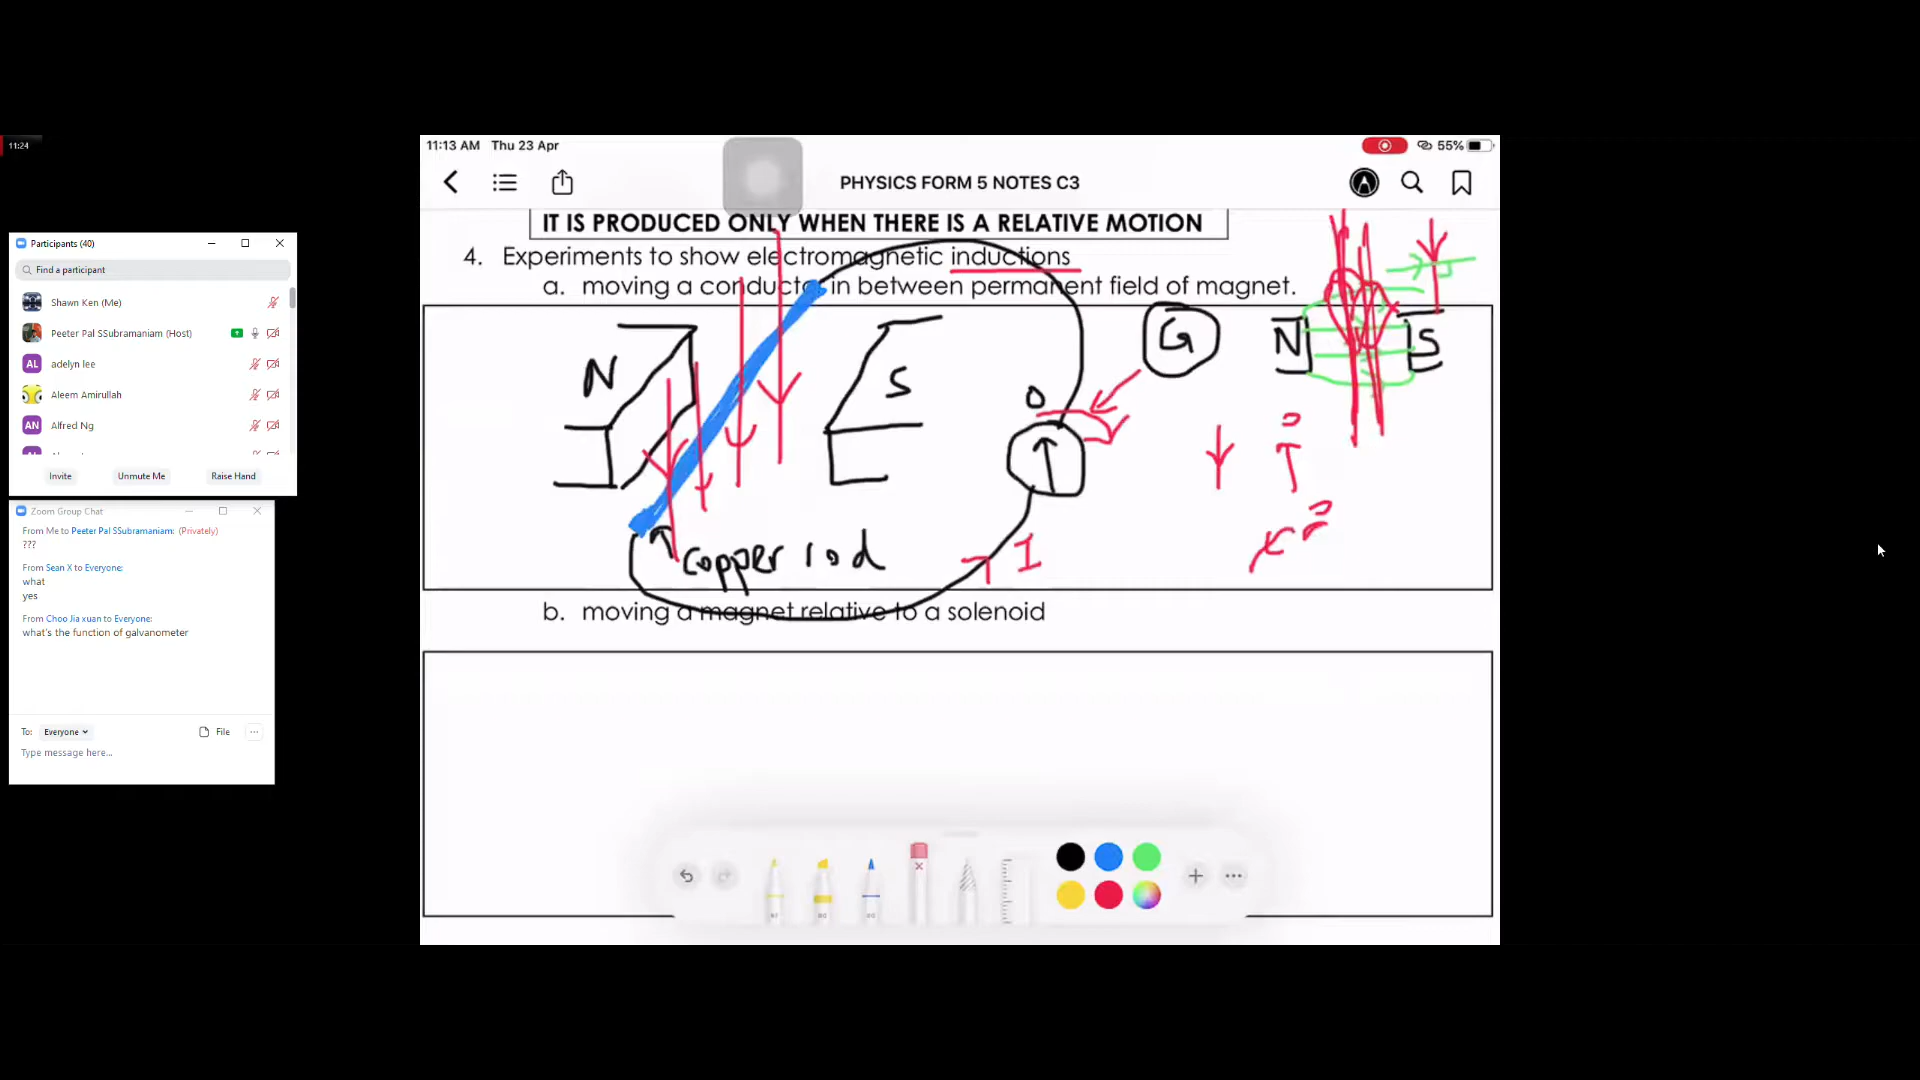 11:24
Participants (40)
Find a participant
Shawn Ken (Me)
Peeter Pal SSubramaniam (Host)
AL adelyn lee
Aleem Amirullah
AN Alfred Ng
Invite Unmute Me Raise Hand
Zoom Group Chat
From Me to Peeter Pal SSubramaniam: (Privately)
???
From Sean X to Everyone:
what
yes
From Choo Jia xuan to Everyone:
what's the function of galvanometer
To: Everyone File
Type message here...
11:13 AM Thu 23 Apr 55%
PHYSICS FORM 5 NOTES C3
IT IS PRODUCED ONLY WHEN THERE IS A RELATIVE MOTION
4. Experiments to show electromagnetic inductions
a. moving a conductor in between permanent field of magnet.
N S G N S
0
copper rod I
b. moving a magnet relative to a solenoid